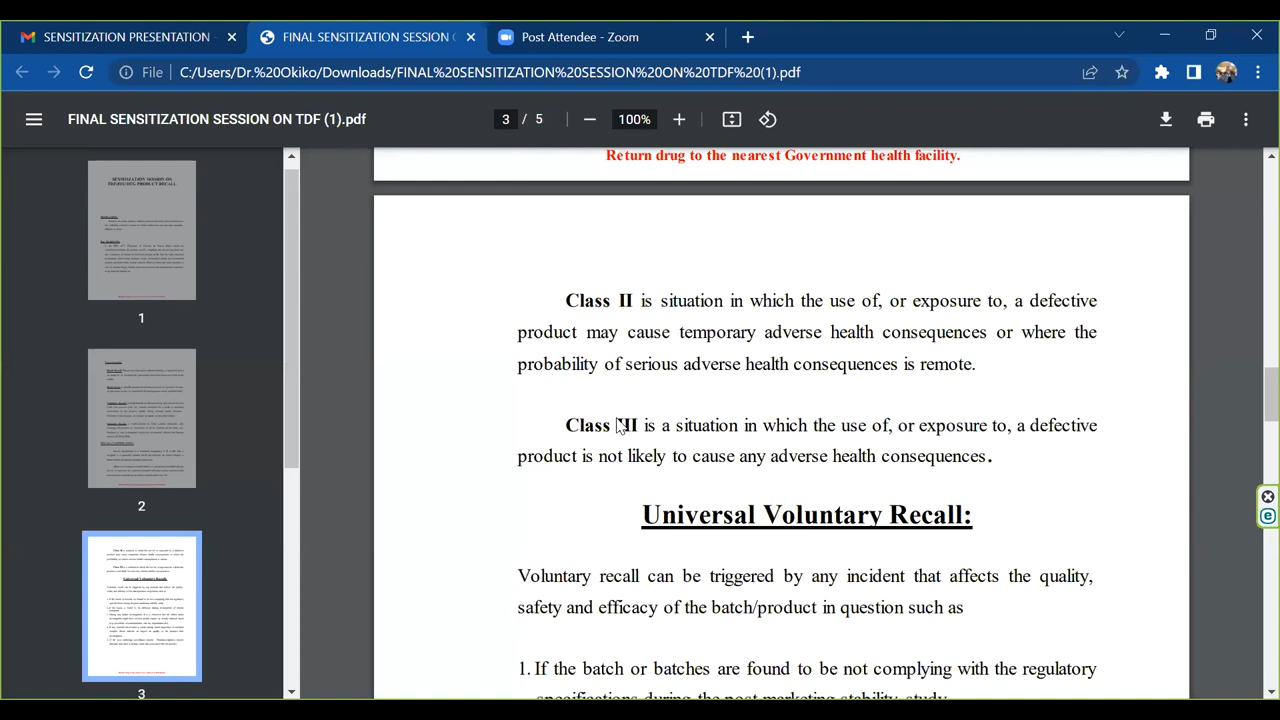 SENSITIZATION PRESENTATION -
FINAL SENSITIZATION SESSION O
Post Attendee - Zoom
File
C:/Users/Dr.%20Okiko/Downloads/FINAL%20SENSITIZATION%20SESSION%20ON%20TDF%20(1).pdf
FINAL SENSITIZATION SESSION ON TDF (1).pdf
3 / 5
100%
Return drug to the nearest Government health facility.
1
2
3
Class II is situation in which the use of, or exposure to, a defective
product may cause temporary adverse health consequences or where the
probability of serious adverse health consequences is remote.
Class III is a situation in which the use of, or exposure to, a defective
product is not likely to cause any adverse health consequences.
Universal Voluntary Recall:
Voluntary recall can be triggered by any incident that affects the quality,
safety and efficacy of the batch/product in question such as
1. If the batch or batches are found to be not complying with the regulatory
specifications during the post marketing stability study